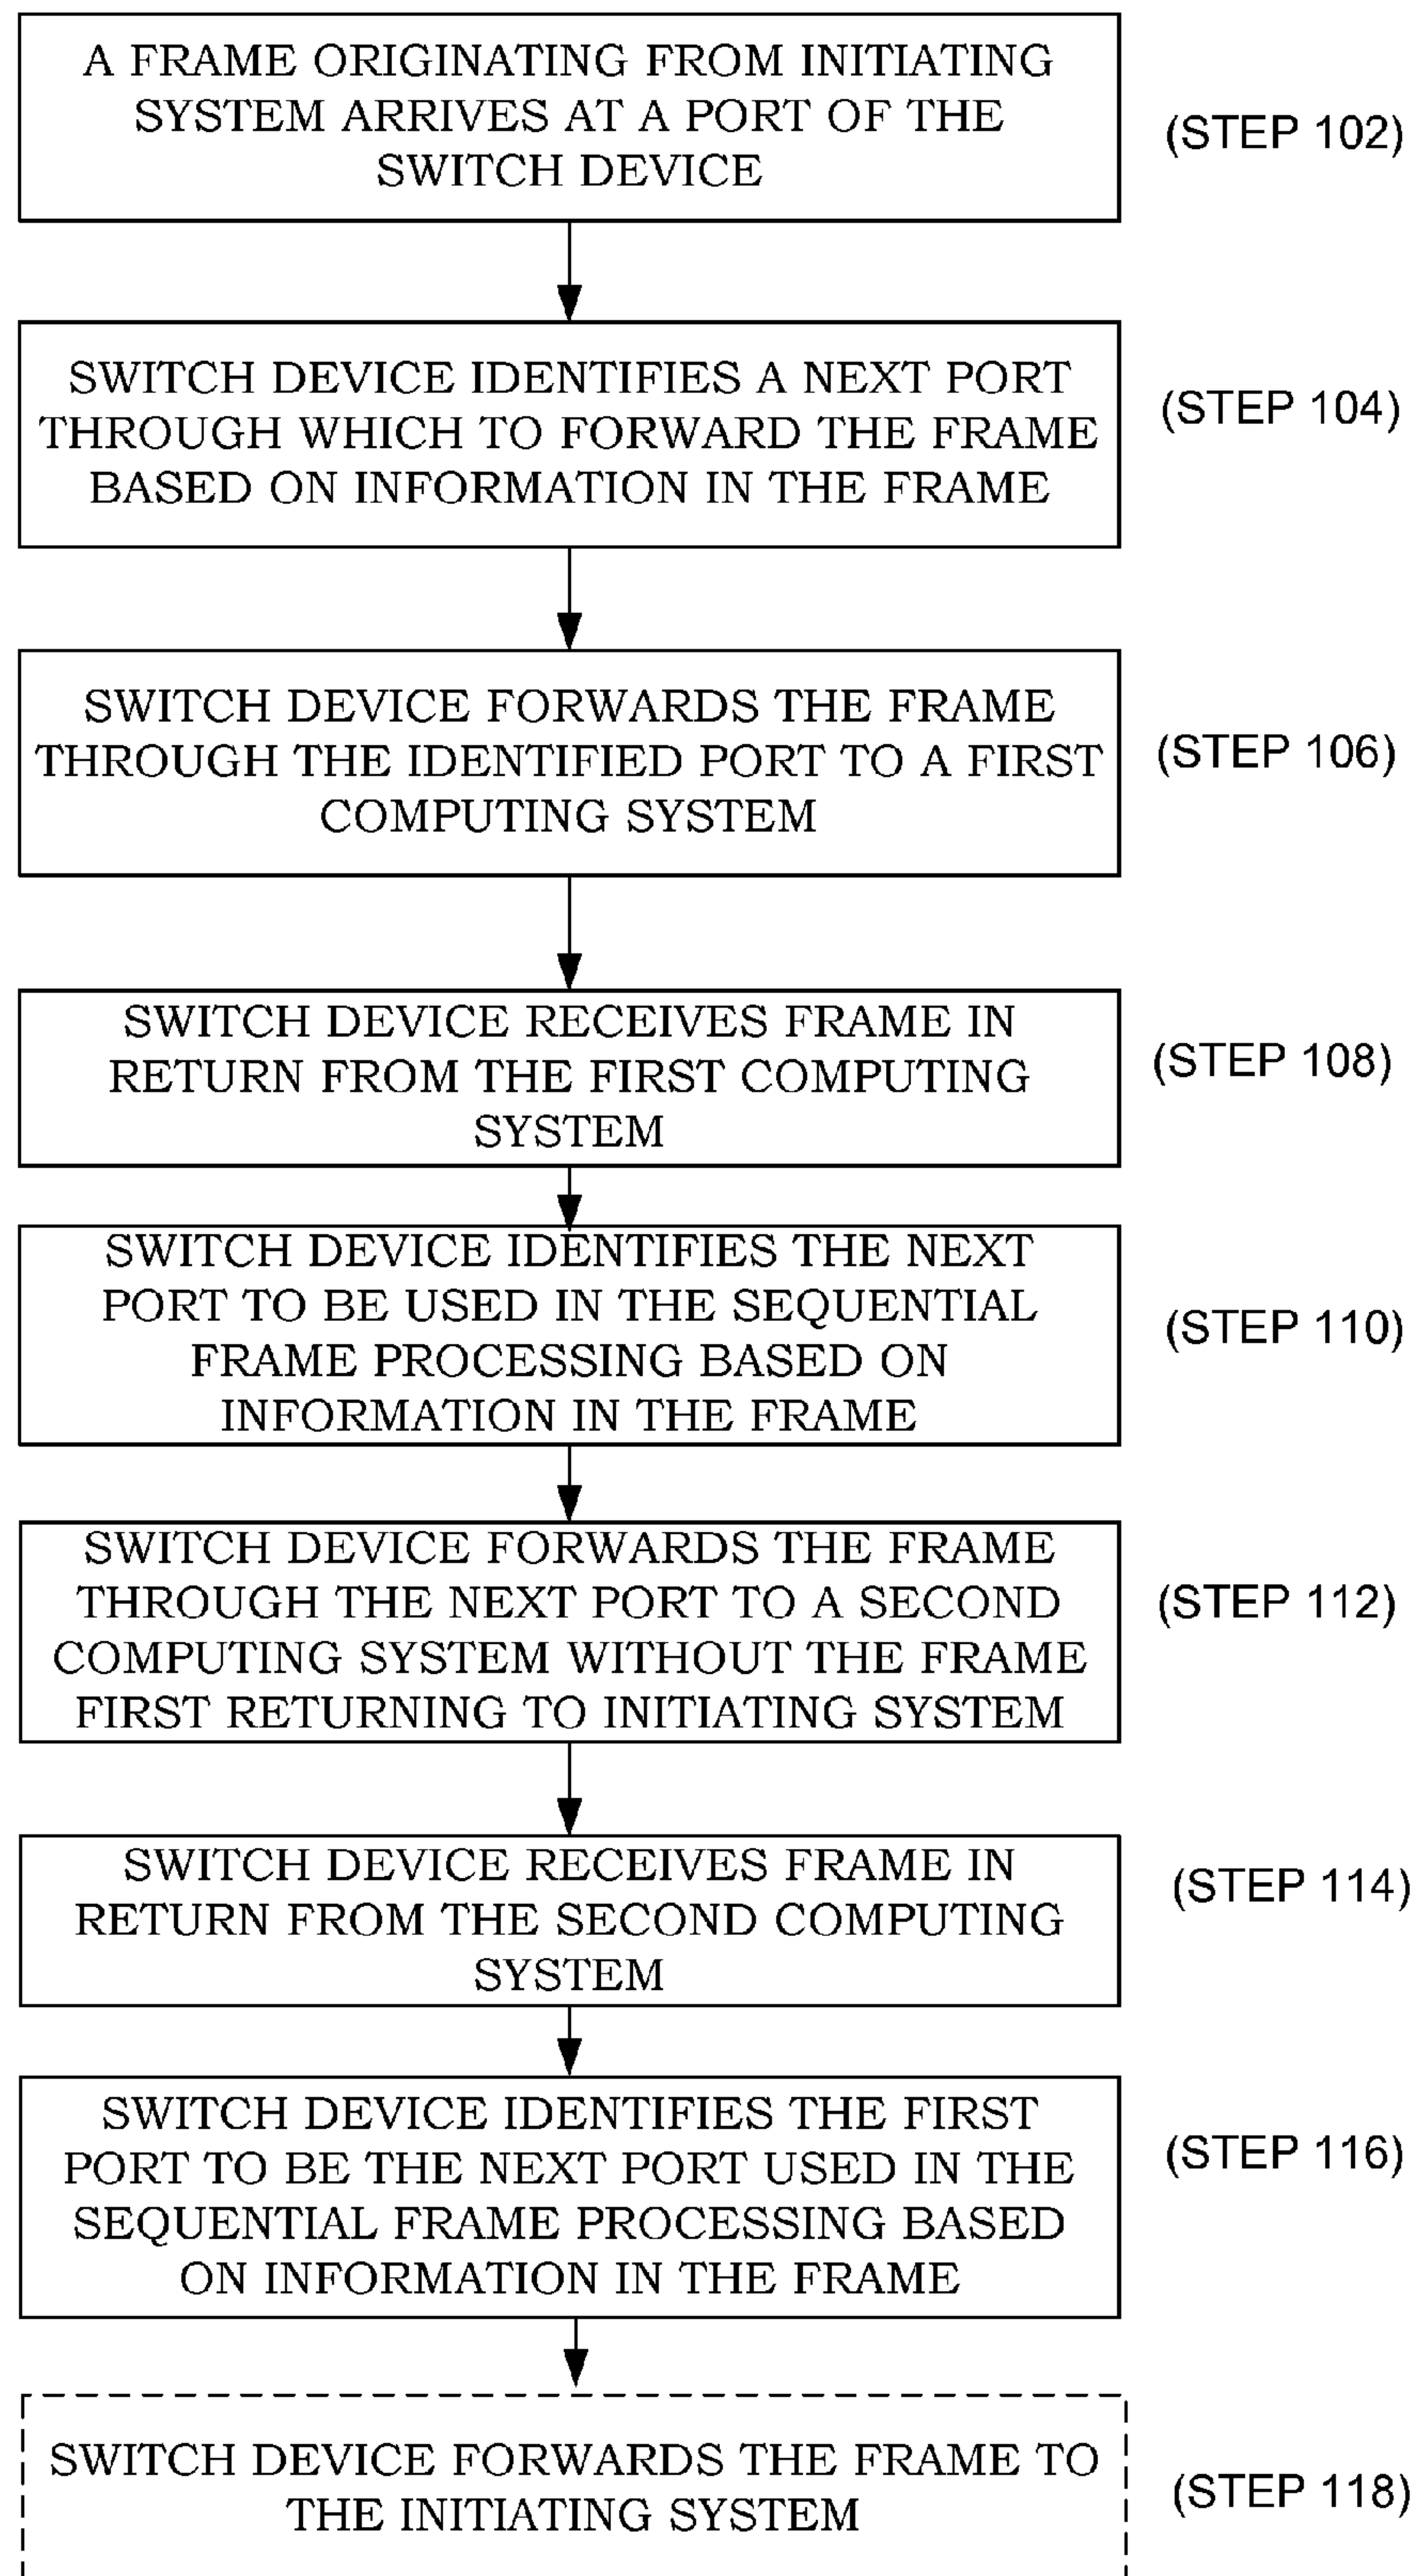 A FRAME ORIGINATING FROM INITIATING
SYSTEM ARRIVES AT A PORT OF THE
SWITCH DEVICE
(STEP 102)
SWITCH DEVICE IDENTIFIES A NEXT PORT
THROUGH WHICH TO FORWARD THE FRAME
BASED ON INFORMATION IN THE FRAME
(STEP 104)
SWITCH DEVICE FORWARDS THE FRAME
THROUGH THE IDENTIFIED PORT TO A FIRST
COMPUTING SYSTEM
(STEP 106)
SWITCH DEVICE RECEIVES FRAME IN
RETURN FROM THE FIRST COMPUTING
SYSTEM
(STEP 108)
SWITCH DEVICE IDENTIFIES THE NEXT
PORT TO BE USED IN THE SEQUENTIAL
FRAME PROCESSING BASED ON
INFORMATION IN THE FRAME
(STEP 110)
SWITCH DEVICE FORWARDS THE FRAME
THROUGH THE NEXT PORT TO A SECOND
COMPUTING SYSTEM WITHOUT THE FRAME
FIRST RETURNING TO INITIATING SYSTEM
(STEP 112)
SWITCH DEVICE RECEIVES FRAME IN
RETURN FROM THE SECOND COMPUTING
SYSTEM
(STEP 114)
SWITCH DEVICE IDENTIFIES THE FIRST
PORT TO BE THE NEXT PORT USED IN THE
SEQUENTIAL FRAME PROCESSING BASED
ON INFORMATION IN THE FRAME
(STEP 116)
SWITCH DEVICE FORWARDS THE FRAME TO
THE INITIATING SYSTEM
(STEP 118)